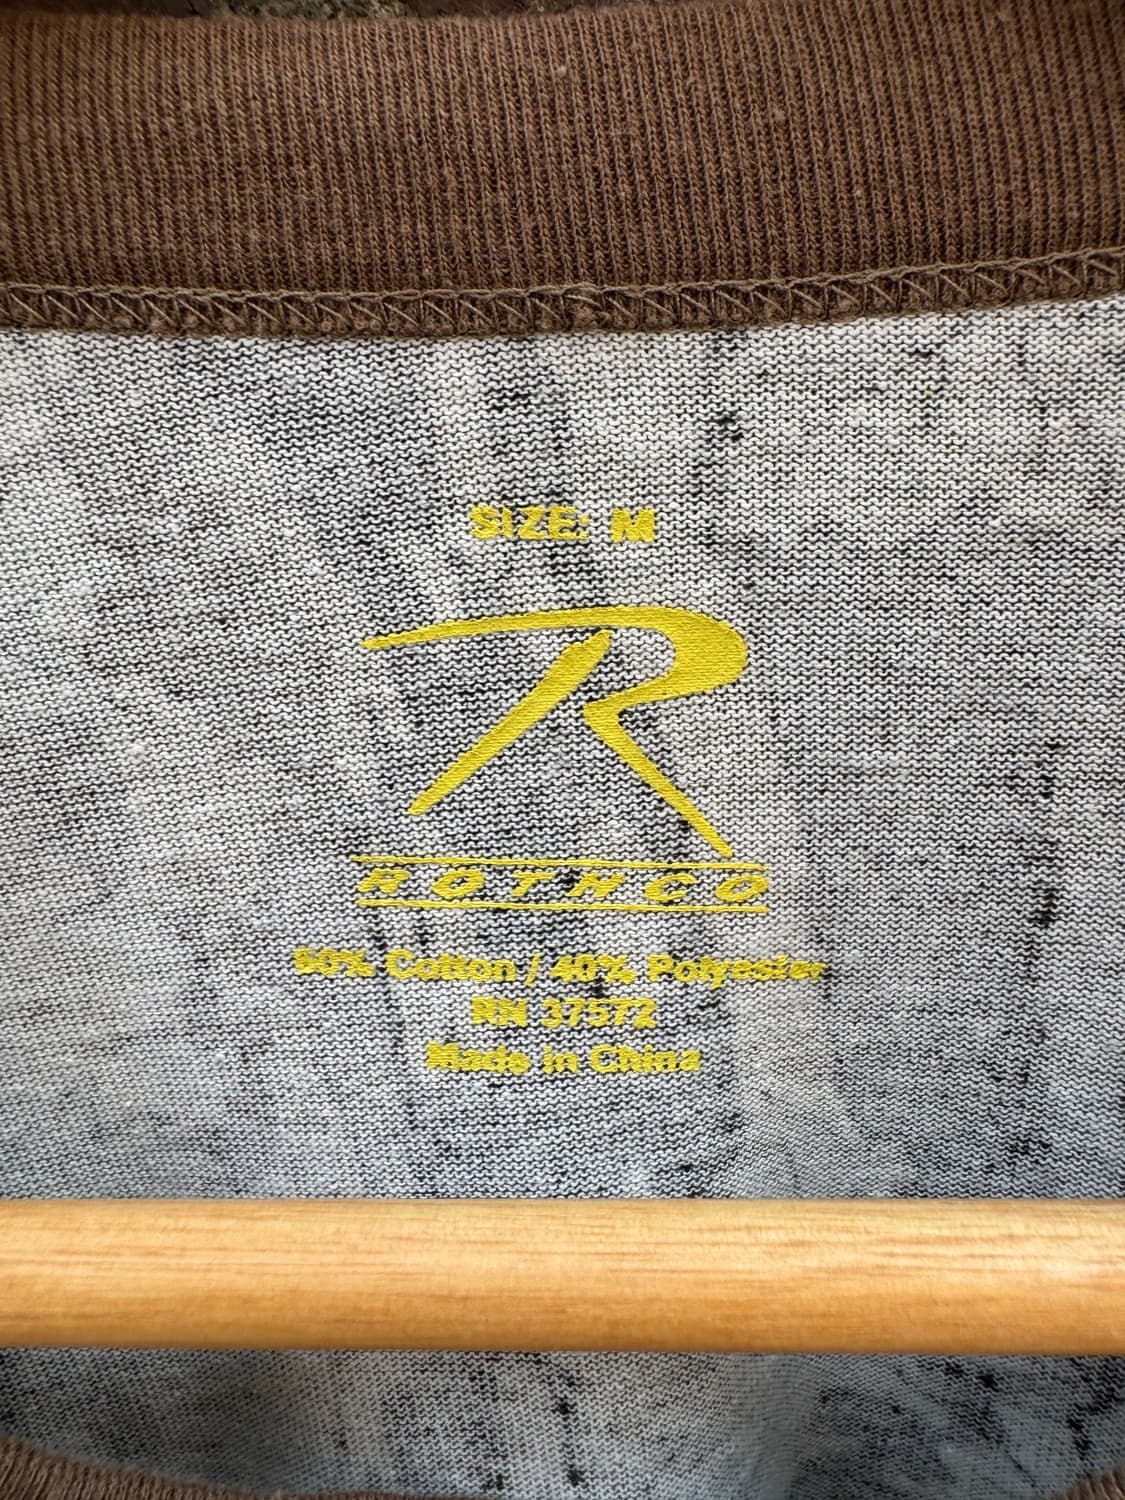 SIZE: M
R
ROTHCO
60% Cotton / 40% Polyester
RN 37572
Made in China